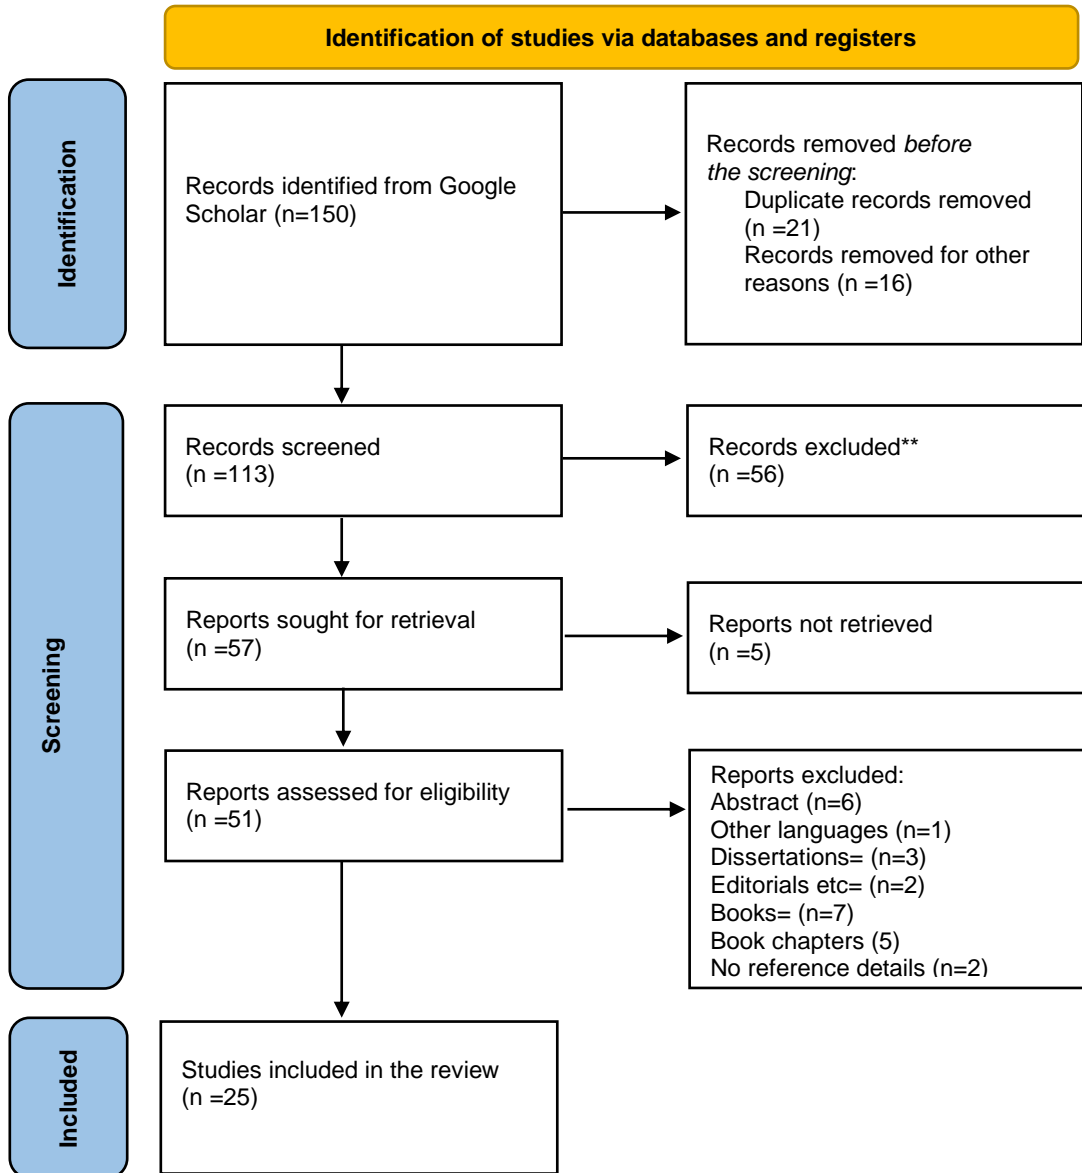 Identification of studies via databases and registers
Identification
Records identified from Google
Scholar (n=150)
Records removed before
the screening:
Duplicate records removed
(n =21)
Records removed for other
reasons (n =16)
Screening
Records screened
(n =113)
Records excluded**
(n =56)
Reports sought for retrieval
(n =57)
Reports not retrieved
(n =5)
Reports assessed for eligibility
(n =51)
Reports excluded:
Abstract (n=6)
Other languages (n=1)
Dissertations= (n=3)
Editorials etc= (n=2)
Books= (n=7)
Book chapters (5)
No reference details (n=2)
Included
Studies included in the review
(n =25)